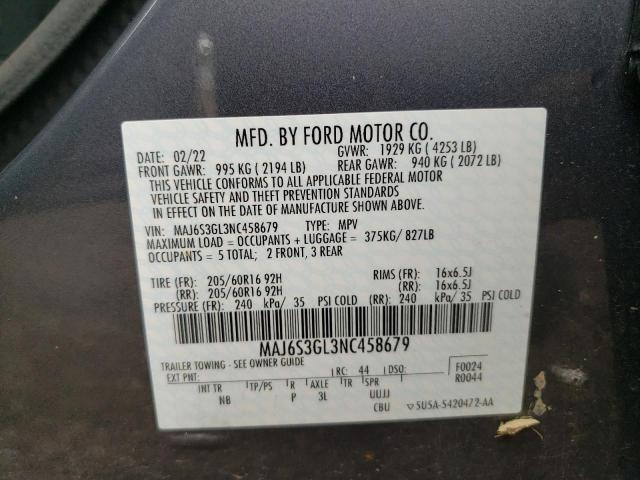 MFD. BY FORD MOTOR CO.
DATE: 02/22 GVWR: 1929 KG ( 4253 LB)
FRONT GAWR: 995 KG ( 2194 LB) REAR GAWR: 940 KG ( 2072 LB)
THIS VEHICLE CONFORMS TO ALL APPLICABLE FEDERAL MOTOR
VEHICLE SAFETY AND THEFT PREVENTION STANDARDS
IN EFFECT ON THE DATE OF MANUFACTURE SHOWN ABOVE.
VIN: MAJ6S3GL3NC458679 TYPE: MPV
MAXIMUM LOAD = OCCUPANTS + LUGGAGE = 375KG/ 827LB
OCCUPANTS = 5 TOTAL; 2 FRONT, 3 REAR
TIRE (FR): 205/60R16 92H RIMS (FR): 16x6.5J
(RR): 205/60R16 92H (RR): 16x6.5J
PRESSURE (FR): 240 kPa/ 35 PSI COLD (RR): 240 kPa/ 35 PSI COLD
MAJ6S3GL3NC458679
TRAILER TOWING - SEE OWNER GUIDE
EXT PNT: RC: 44 DSO: F0024
R0044
INT TR TP/PS R AXLE TR SPR
NB P 3L UUJJ
CBU 5U5A-5420472-AA